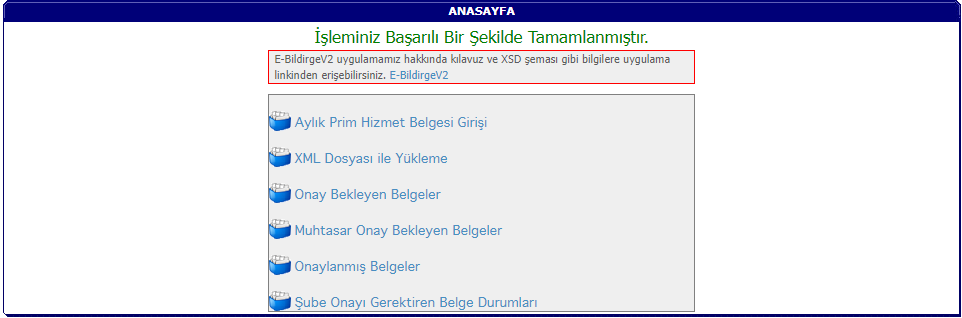 ANASAYFA
İşleminiz Başarılı Bir Şekilde Tamamlanmıştır.
E-BildirgeV2 uygulamamız hakkında kılavuz ve XSD şeması gibi bilgilere uygulama
linkinden erişebilirsiniz. E-BildirgeV2
Aylık Prim Hizmet Belgesi Girişi
XML Dosyası ile Yükleme
Onay Bekleyen Belgeler
Muhtasar Onay Bekleyen Belgeler
Onaylanmış Belgeler
Şube Onayı Gerektiren Belge Durumları